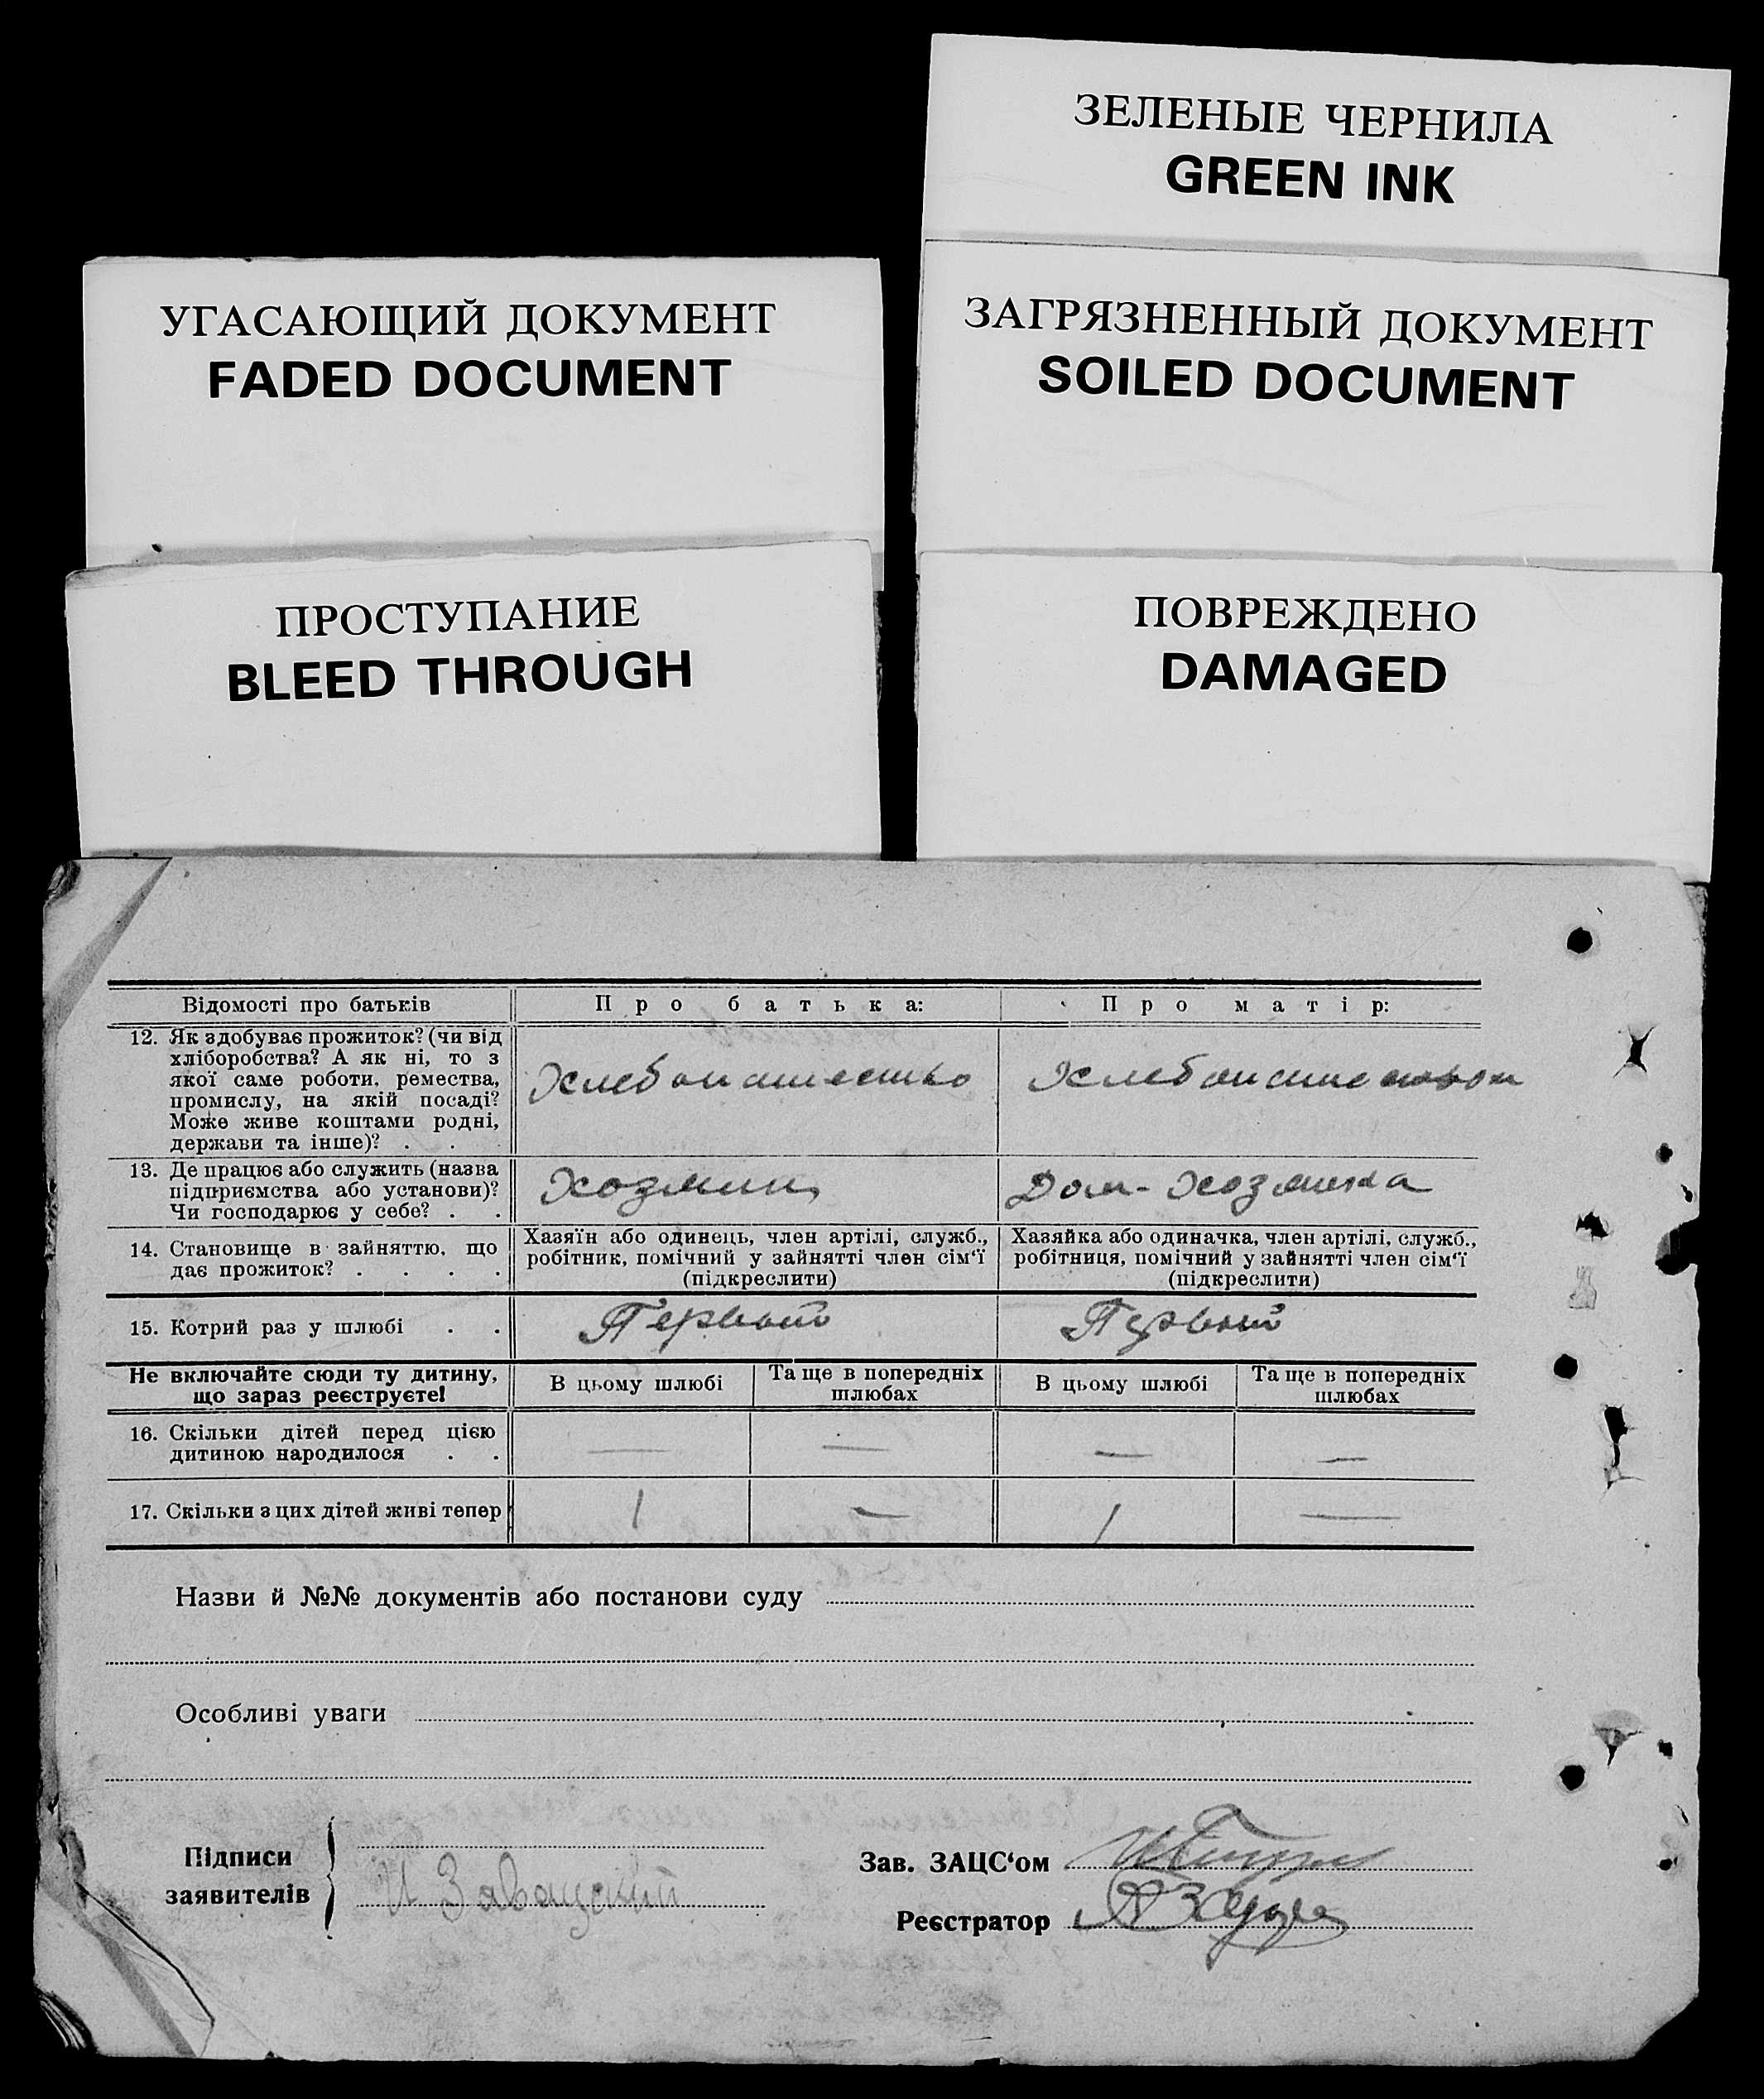 ЗЕЛЕНЫЕ ЧЕРНИЛА
GREEN INK
УГАСАЮЩИЙ ДОКУМЕНТ
FADED DOCUMENT
ЗАГРЯЗНЕННЫЙ ДОКУМЕНТ
SOILED DOCUMENT
ПРОСТУПАНИЕ
BLEED THROUGH
ПОВРЕЖДЕНО
DAMAGED
Відомості про батьків
Про батька:
Про матір:
12. Як здобуває прожиток? (чи від
хліборобства? А як ні, то з
якої саме роботи, ремества,
промислу, на якій посаді?
Може живе коштами родні,
держави та інше)? . .
Хлебопашество
Хлебопашеством
13. Де працює або служить (назва
підприємства або установи)?
Чи господарює у себе? . .
Хозяин
Дом-Хозяика
14. Становище в зайняттю, що
дає прожиток? . . . .
Хазяїн або одинець, член артілі, служб.,
робітник, помічний у зайнятті член сім‘ї
(підкреслити)
Хазяйка або одиначка, член артілі, служб.,
робітниця, помічний у зайнятті член сім‘ї
(підкреслити)
15. Котрий раз у шлюбі . .
Первый
Первый
Не включайте сюди ту дитину,
що зараз реєструєте!
В цьому шлюбі
Та ще в попередніх
шлюбах
В цьому шлюбі
Та ще в попередніх
шлюбах
16. Скільки дітей перед цією
дитиною народилося . .
— — — —
17. Скільки з цих дітей живі тепер
1 — 1 —
Назви й №№ документів або постанови суду
Особливі уваги
Підписи
заявителів
И Завацский
Зав. ЗАЦС‘ом
Реєстратор